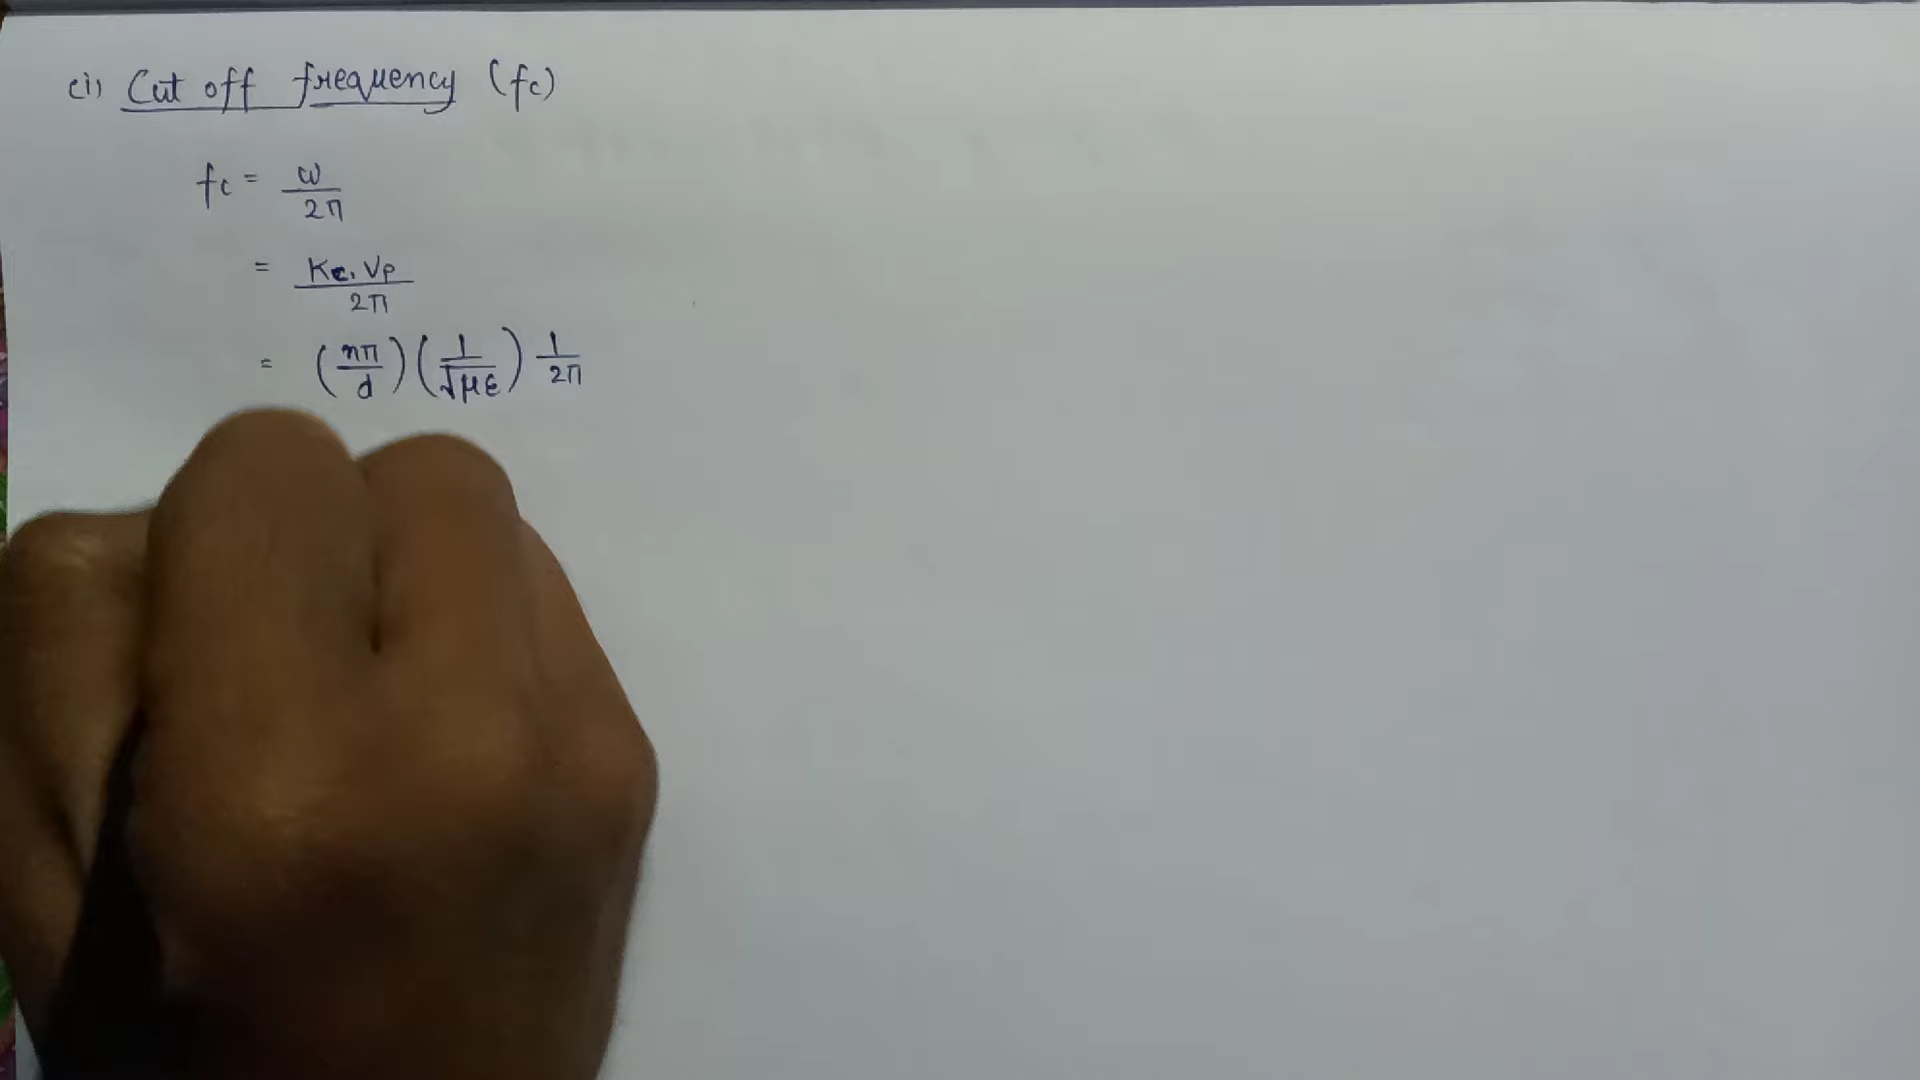 (i) Cut off frequency (fc)
fc = ω/2π
= Kc.Vp/2π
= (nπ/d)(1/√με) 1/2π